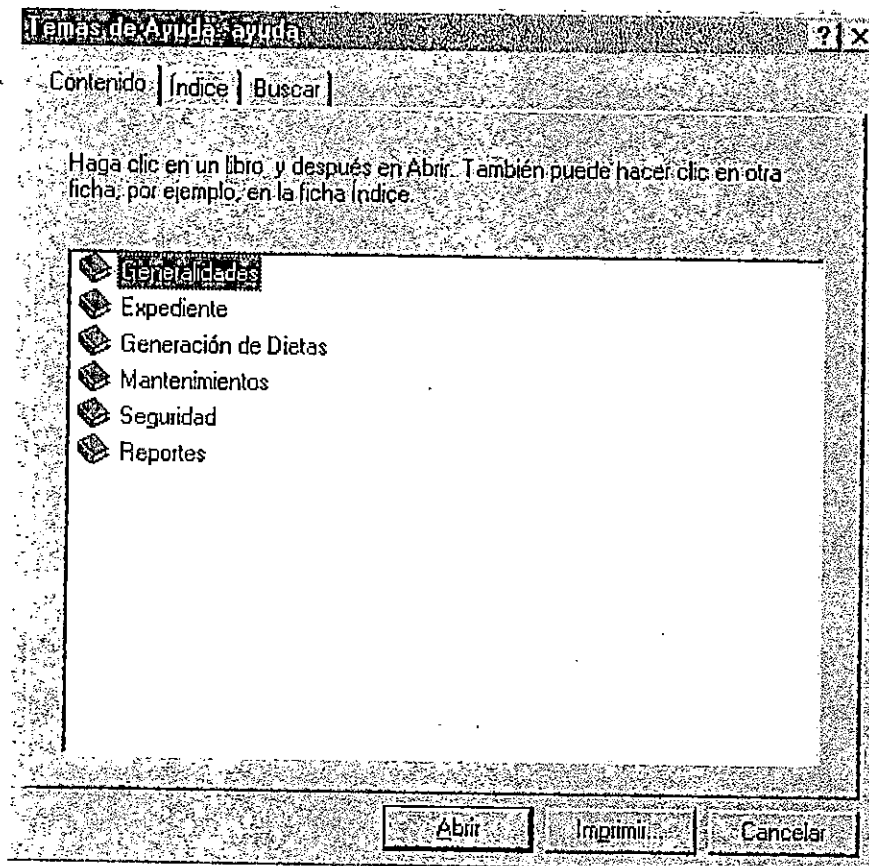 Temas de Ayuda: ayuda
? X
Contenido Índice Buscar
Haga clic en un libro y después en Abrir. También puede hacer clic en otra
ficha, por ejemplo, en la ficha Índice.
Generalidades
Expediente
Generación de Dietas
Mantenimientos
Seguridad
Reportes
Abrir Imprimir... Cancelar